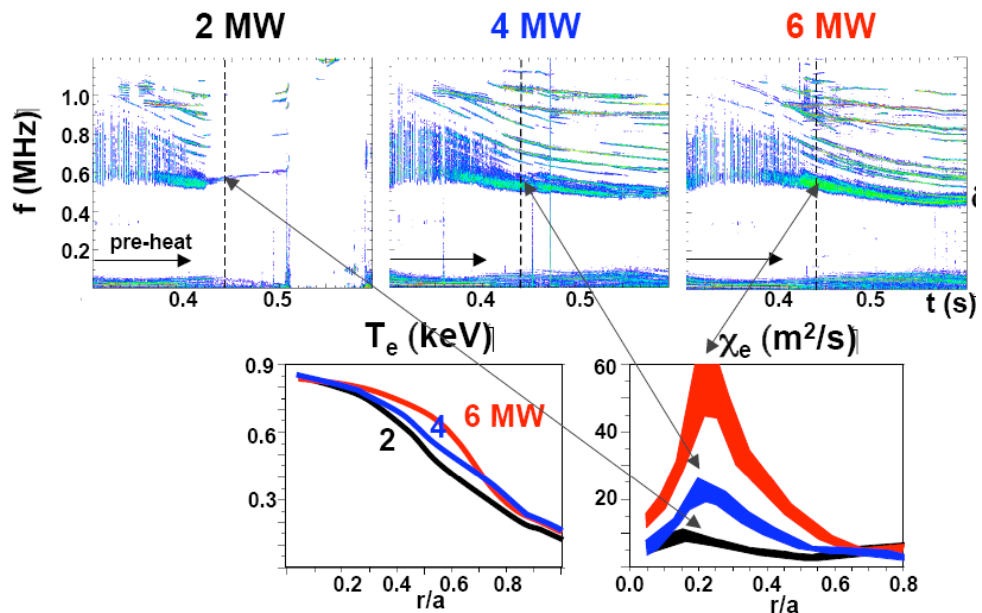 2 MW 4 MW 6 MW
f (MHz)
1.0
0.8
0.6
0.4
0.2
pre-heat
0.4 0.5 0.4 0.5 0.4 0.5 t (s)
Te (keV) χe (m²/s)
0.9
0.6
0.3
2 4 6 MW
0.2 0.4 0.6 0.8
r/a
60
40
20
0.0 0.2 0.4 0.6 0.8
r/a